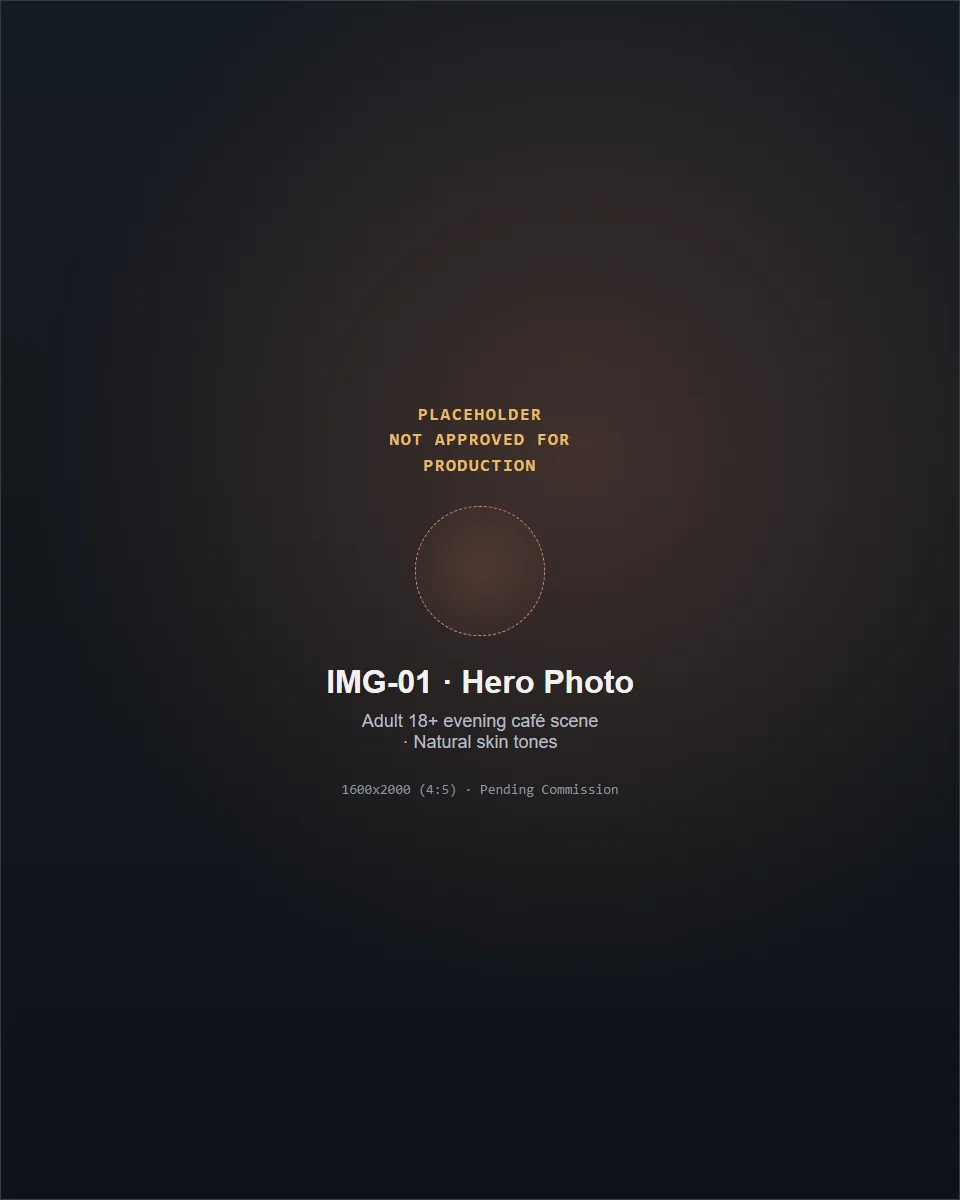 PLACEHOLDER
NOT APPROVED FOR
PRODUCTION
IMG-01 · Hero Photo
Adult 18+ evening café scene
· Natural skin tones
1600x2000 (4:5) · Pending Commission